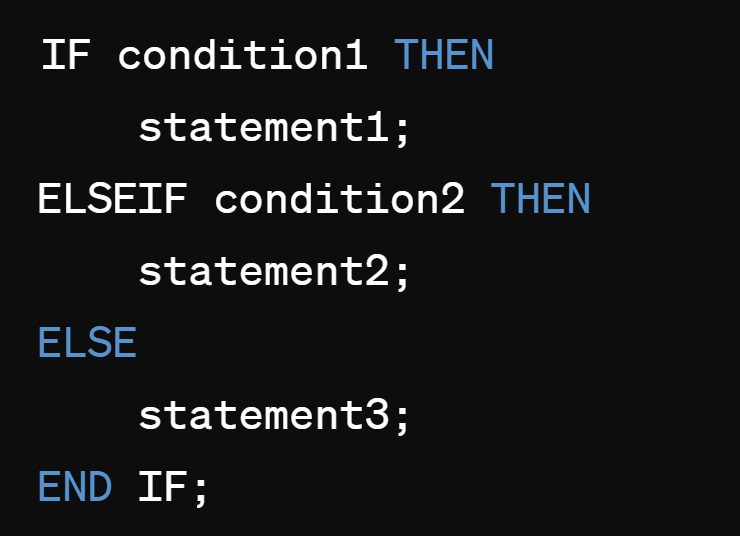 IF condition1 THEN
    statement1;
ELSEIF condition2 THEN
    statement2;
ELSE
    statement3;
END IF;